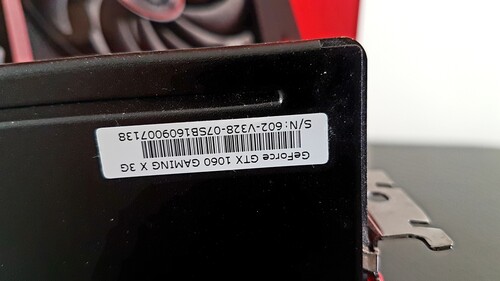 GeForce GTX 1060 GAMING X 3G
S/N:602-V328-07SB1609007138